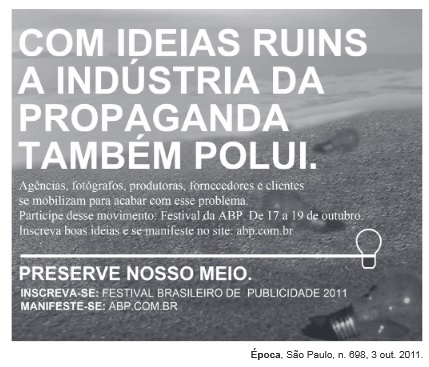 COM IDEIAS RUINS
A INDÚSTRIA DA
PROPAGANDA
TAMBÉM POLUI.
Agências, fotógrafos, produtoras, fornecedores e clientes
se mobilizam para acabar com esse problema.
Participe desse movimento: Festival da ABP. De 17 a 19 de outubro.
Inscreva boas ideias e se manifeste no site: abp.com.br
PRESERVE NOSSO MEIO.
INSCREVA-SE: FESTIVAL BRASILEIRO DE PUBLICIDADE 2011
MANIFESTE-SE: ABP.COM.BR
Época, São Paulo, n. 698, 3 out. 2011.